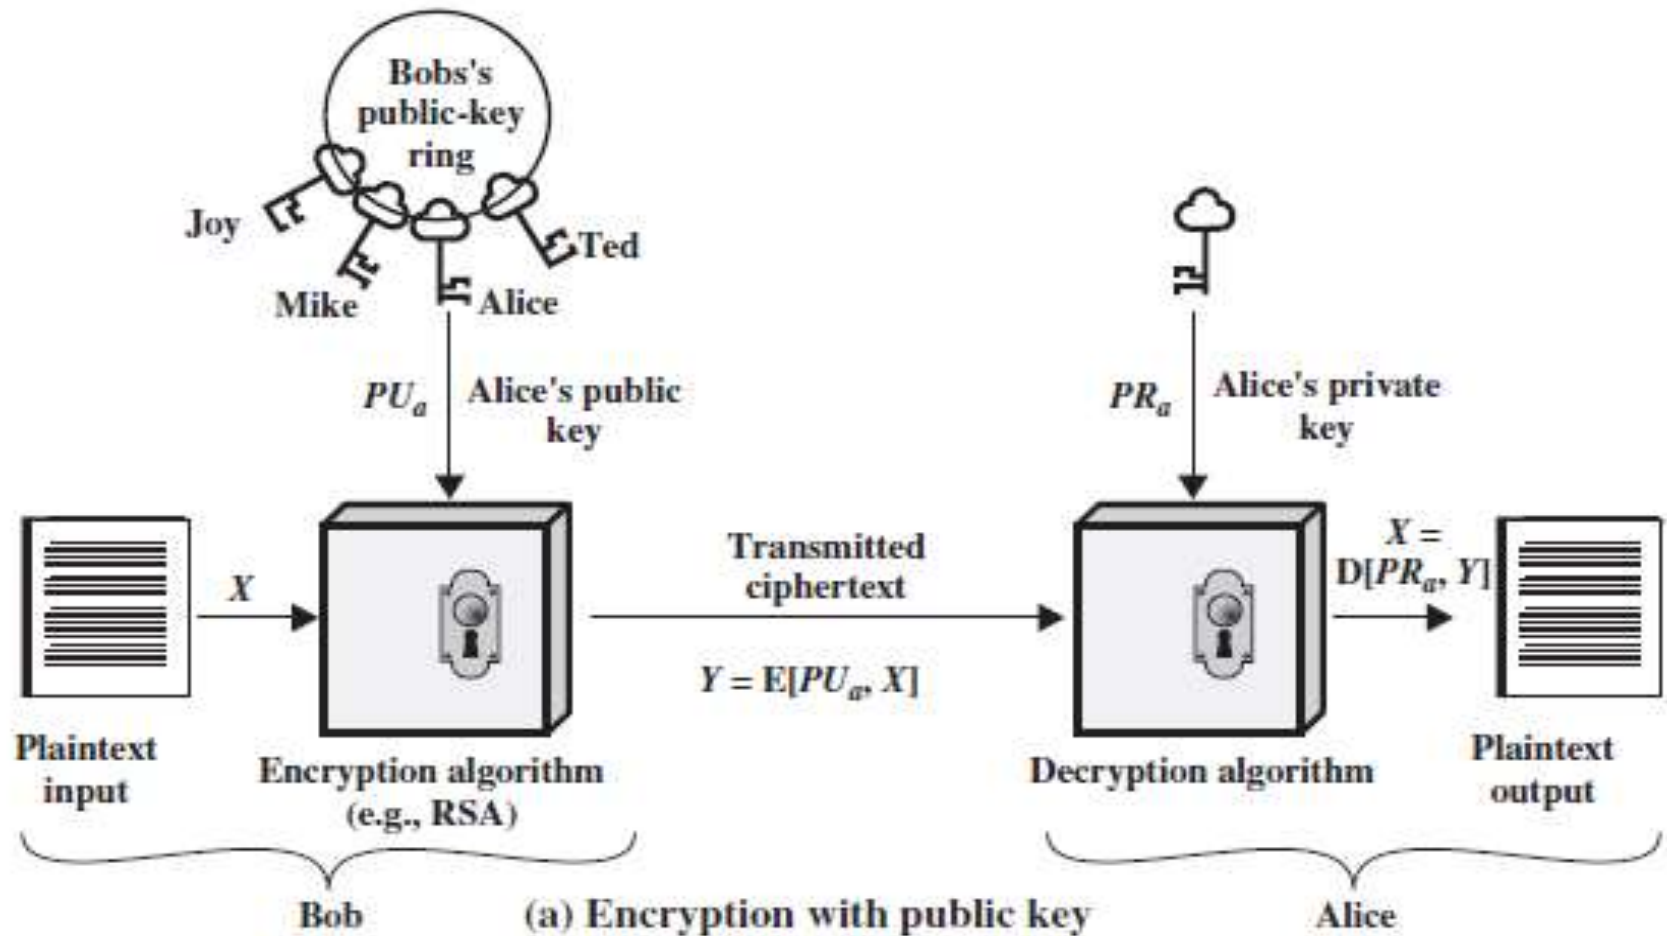 Bobs's
public-key
ring
Joy
Mike
Alice
Ted
PUa
Alice's public
key
PRa
Alice's private
key
X
Transmitted
ciphertext
Y = E[PUa, X]
X =
D[PRa, Y]
Plaintext
input
Encryption algorithm
(e.g., RSA)
Decryption algorithm
Plaintext
output
Bob
(a) Encryption with public key
Alice